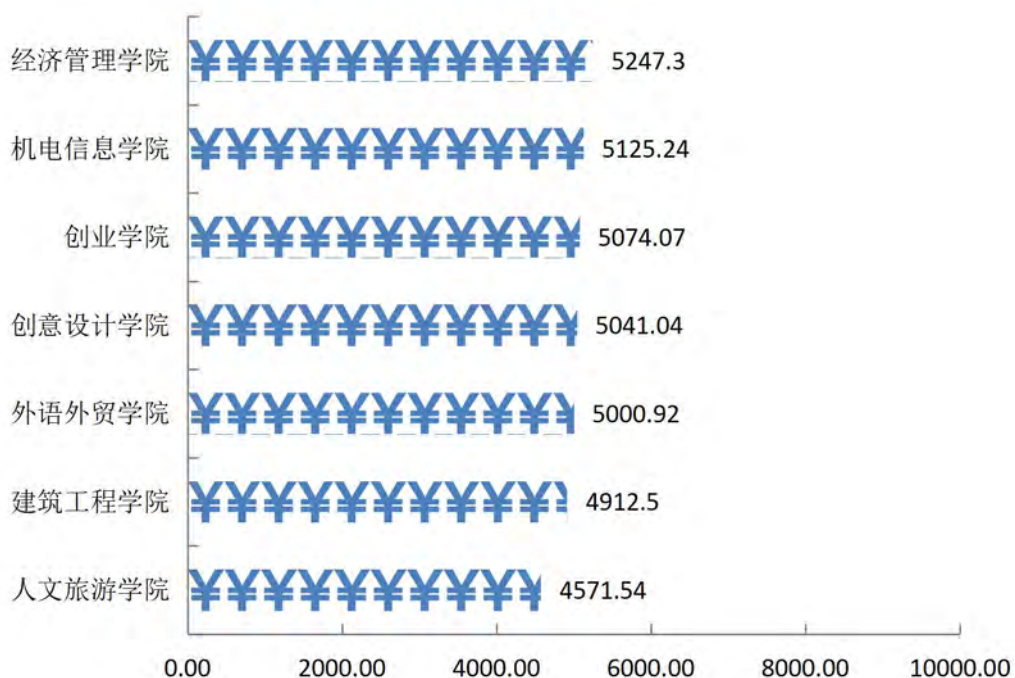 经济管理学院 5247.3
机电信息学院 5125.24
创业学院 5074.07
创意设计学院 5041.04
外语外贸学院 5000.92
建筑工程学院 4912.5
人文旅游学院 4571.54
0.00 2000.00 4000.00 6000.00 8000.00 10000.00